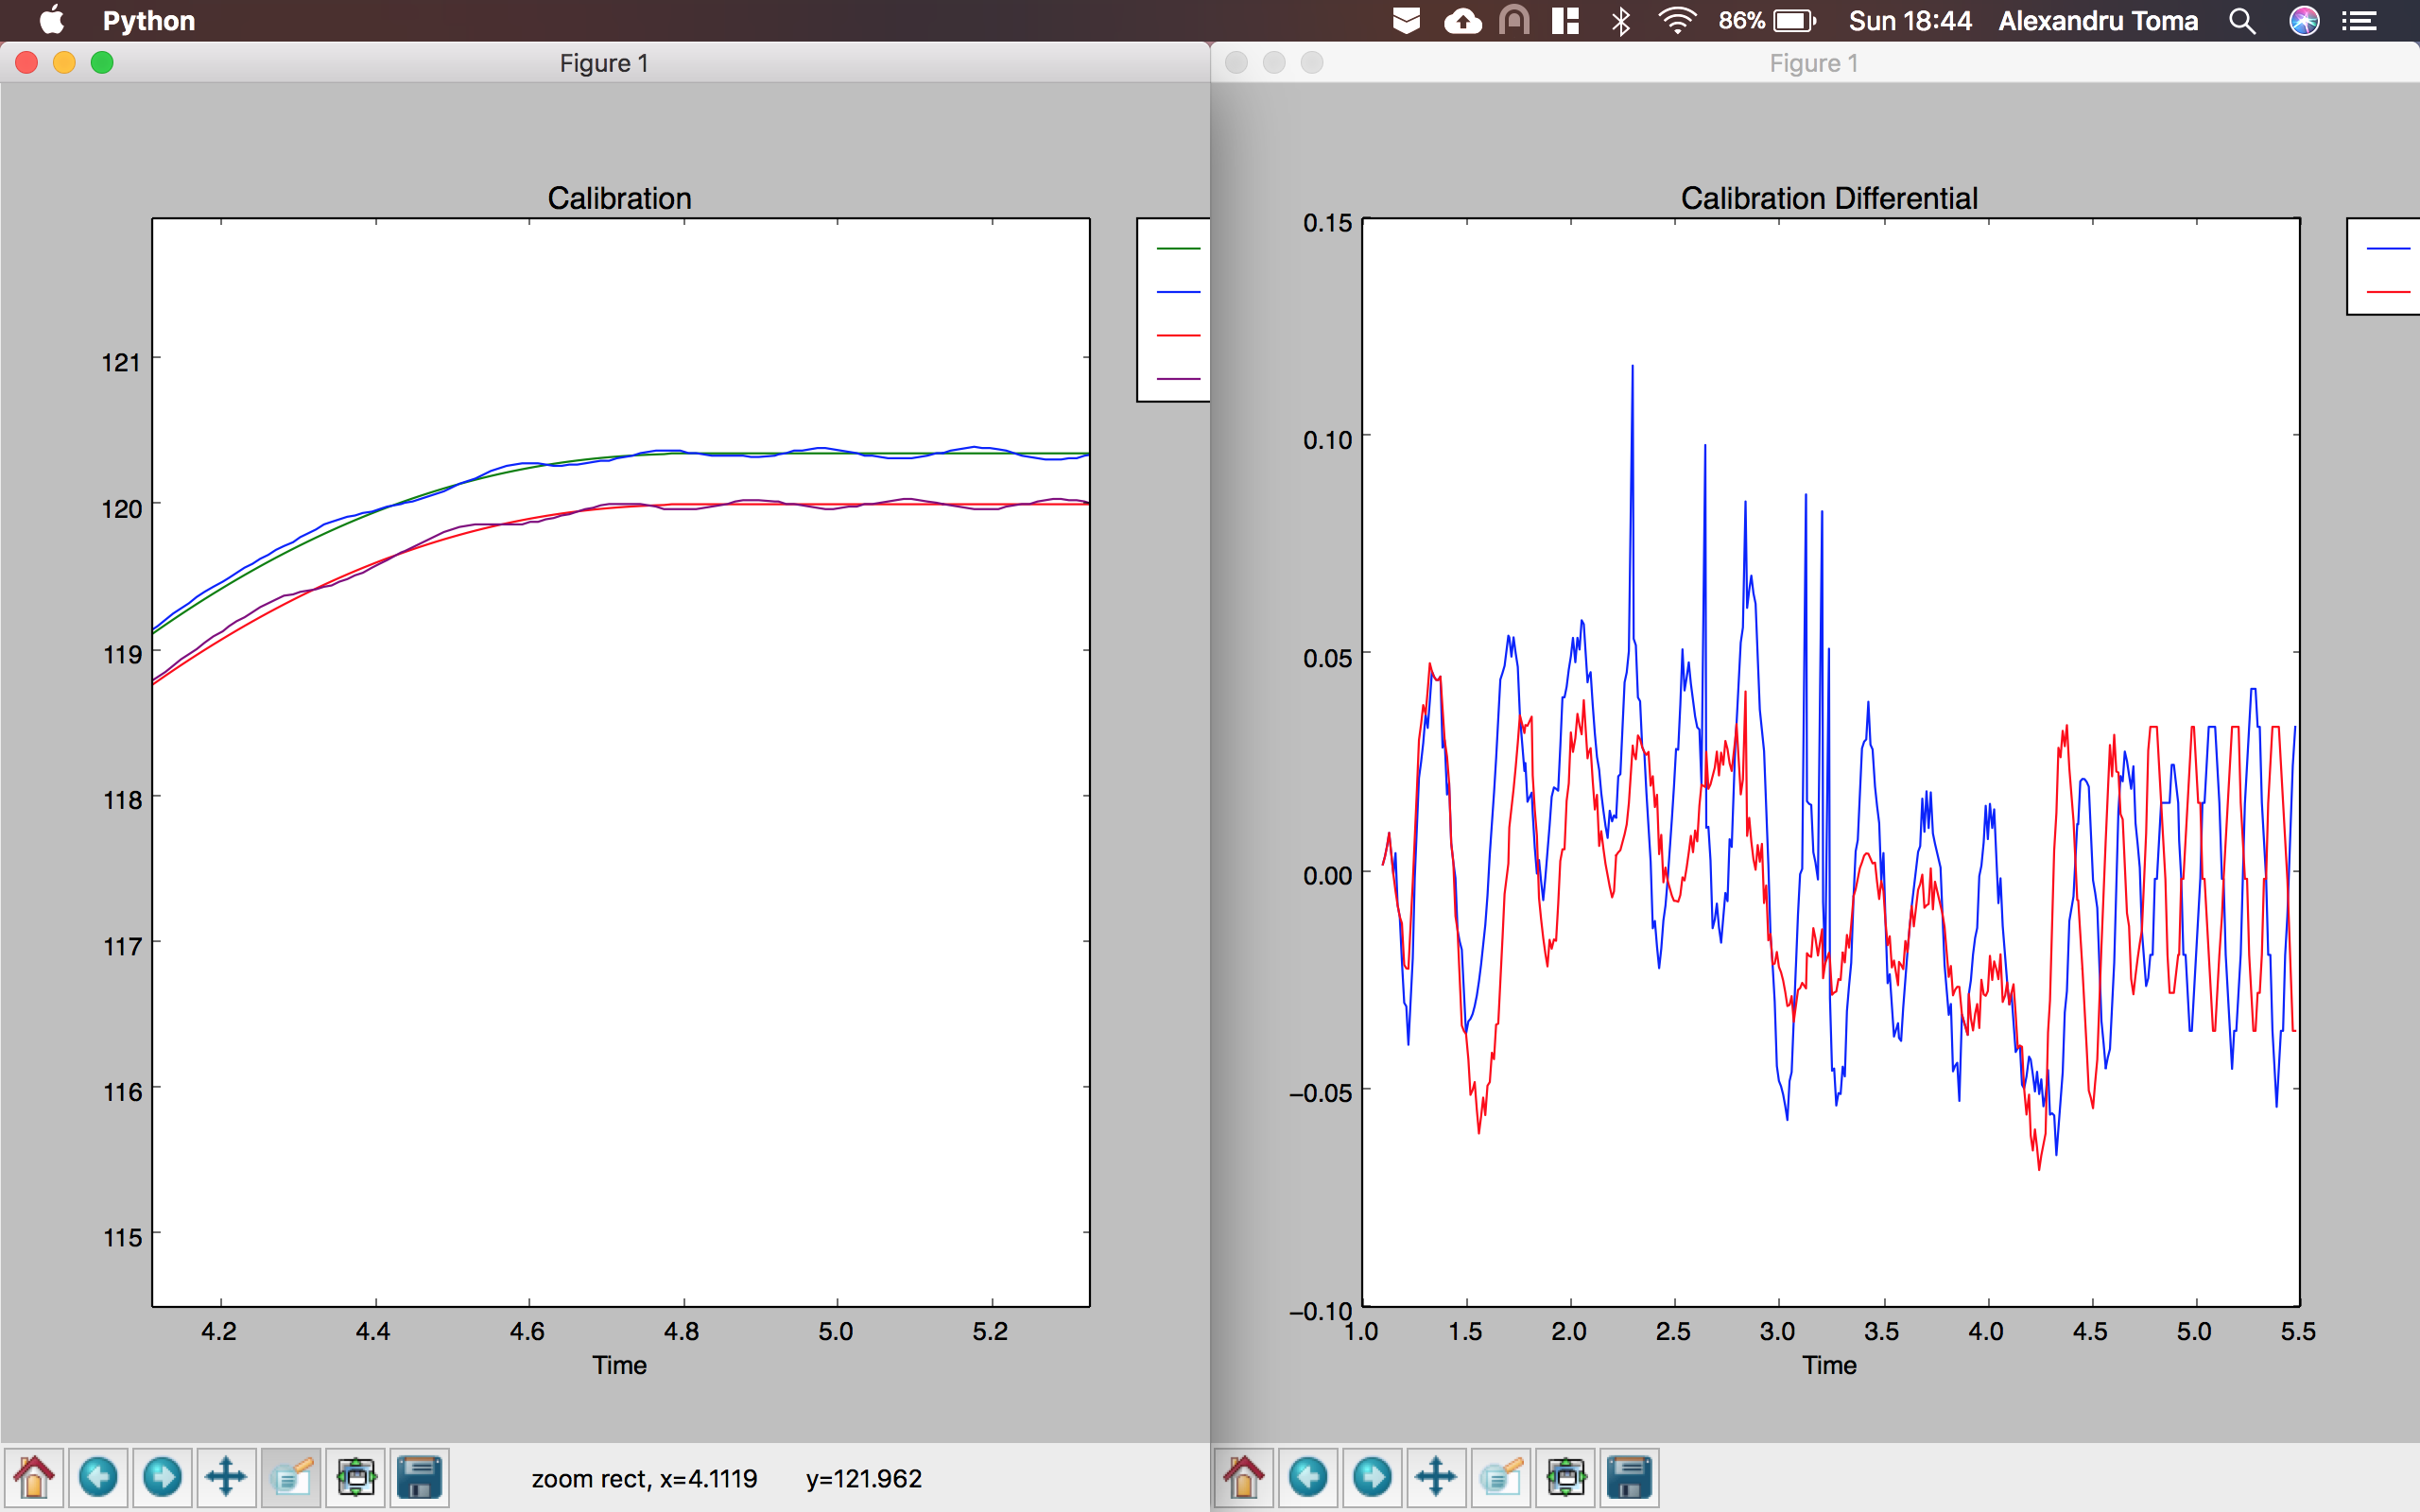 Python 86% Sun 18:44 Alexandru Toma
Figure 1
Calibration
121
120
119
118
117
116
115
4.2 4.4 4.6 4.8 5.0 5.2
Time
zoom rect, x=4.1119 y=121.962
Figure 1
Calibration Differential
0.15
0.10
0.05
0.00
−0.05
−0.10
1.0 1.5 2.0 2.5 3.0 3.5 4.0 4.5 5.0 5.5
Time